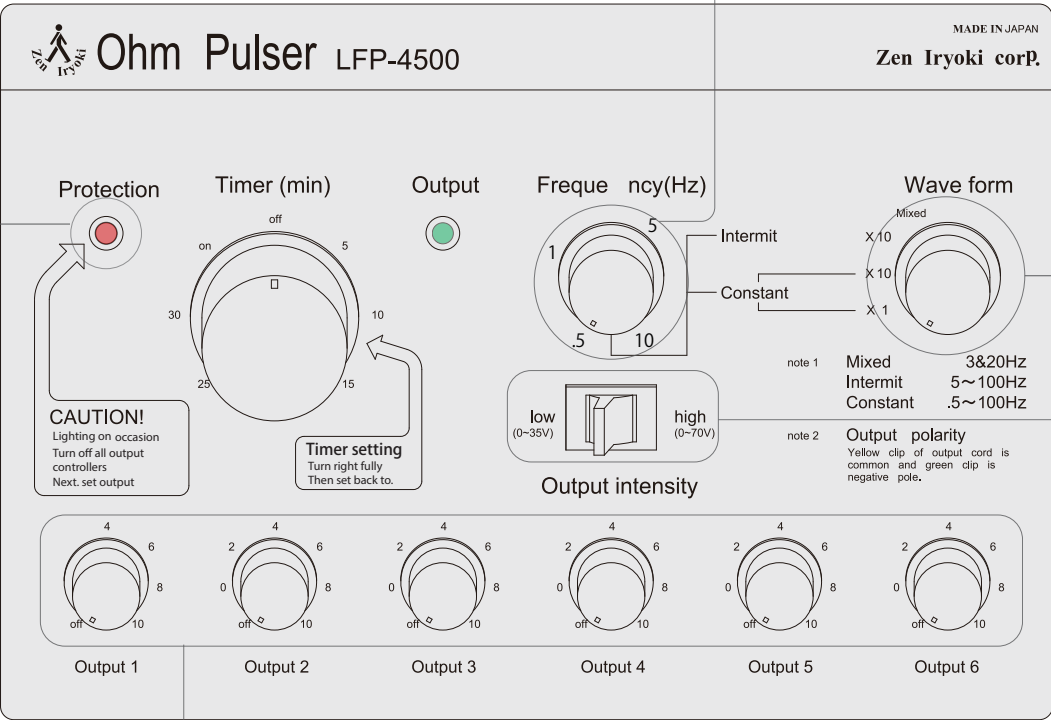 Zen Iryoki
Ohm Pulser LFP-4500
MADE IN JAPAN
Zen Iryoki corp.
Protection
Timer (min)
off
on
5
30
10
25
15
Output
Freque ncy(Hz)
5
1
.5
10
Intermit
Constant
Wave form
Mixed
X 10
X 10
X 1
note 1
Mixed 3&20Hz
Intermit 5～100Hz
Constant .5～100Hz
note 2
Output polarity
Yellow clip of output cord is
common and green clip is
negative pole.
CAUTION!
Lighting on occasion
Turn off all output
controllers
Next. set output
Timer setting
Turn right fully
Then set back to.
low
(0~35V)
high
(0~70V)
Output intensity
4
6
8
off
10
Output 1
4
2
6
0
8
off
10
Output 2
4
2
6
0
8
off
10
Output 3
4
2
6
0
8
off
10
Output 4
4
2
6
0
8
off
10
Output 5
4
2
6
0
8
off
10
Output 6